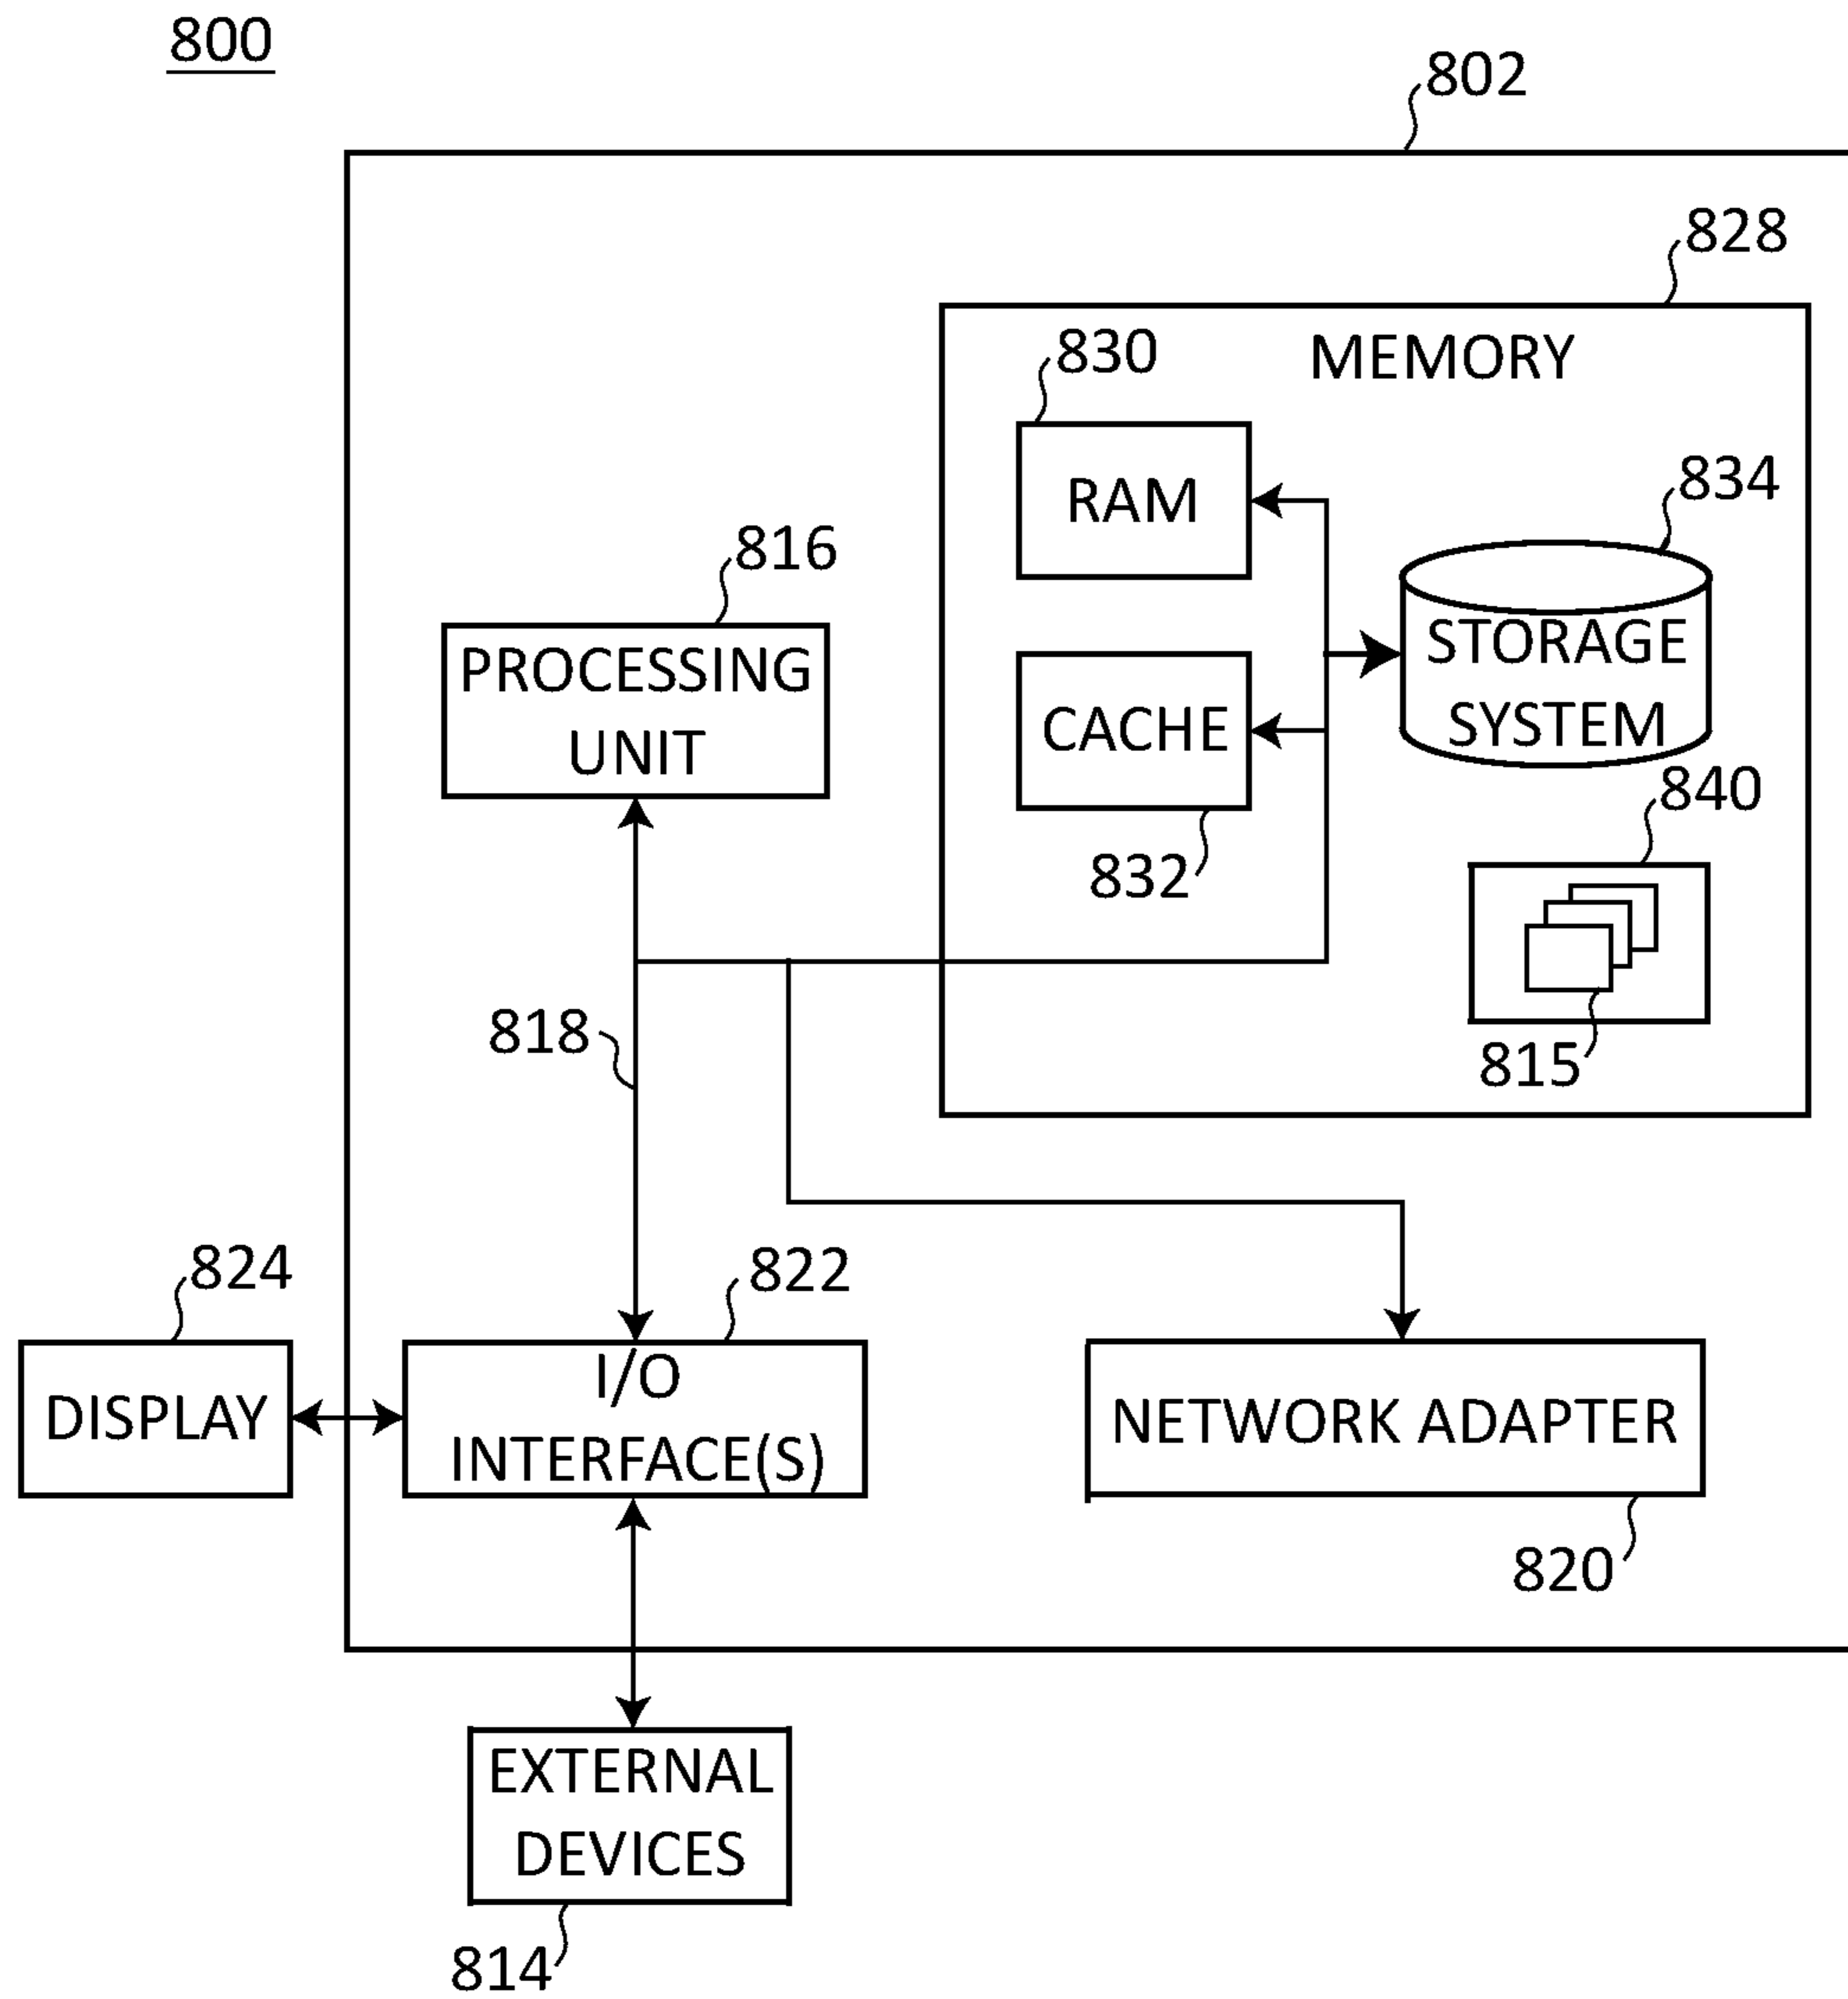 800
802
828
MEMORY
830
RAM
834
STORAGE
SYSTEM
816
PROCESSING
UNIT
CACHE
832
840
815
818
824
DISPLAY
822
I/O
INTERFACE(S)
NETWORK ADAPTER
820
EXTERNAL
DEVICES
814